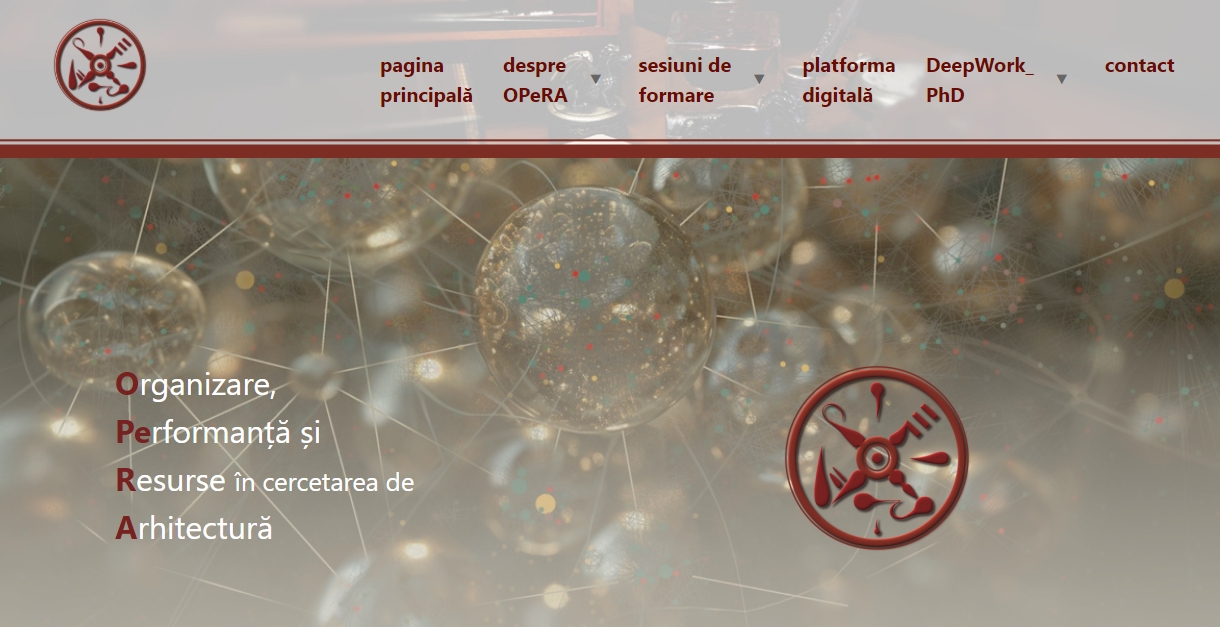 pagina principală
despre OPeRA
sesiuni de formare
platforma digitală
DeepWork_ PhD
contact
Organizare,
Performanță și
Resurse în cercetarea de
Arhitectură